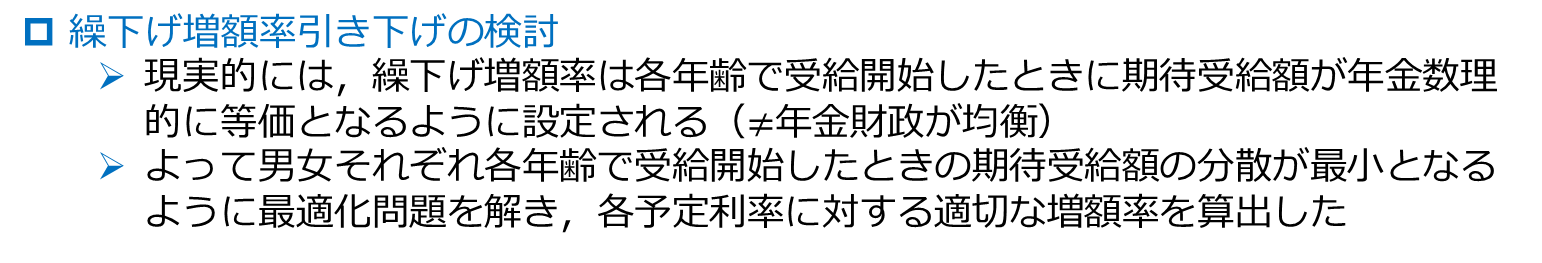 繰下げ増額率引き下げの検討
現実的には，繰下げ増額率は各年齢で受給開始したときに期待受給額が年金数理
的に等価となるように設定される（≠年金財政が均衡）
よって男女それぞれ各年齢で受給開始したときの期待受給額の分散が最小となる
ように最適化問題を解き，各予定利率に対する適切な増額率を算出した